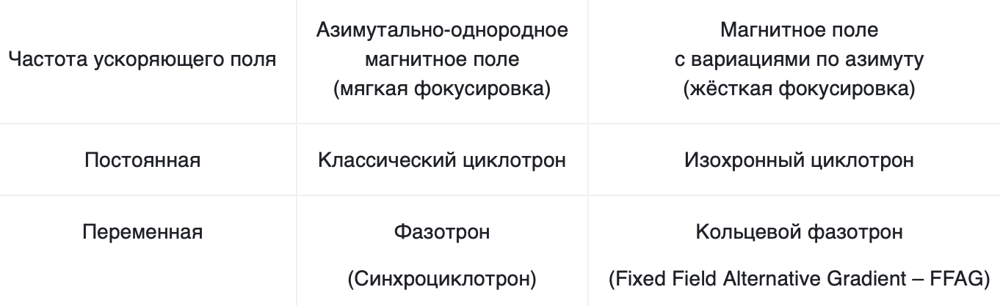 Частота ускоряющего поля
Азимутально-однородное
магнитное поле
(мягкая фокусировка)
Магнитное поле
с вариациями по азимуту
(жёсткая фокусировка)
Постоянная
Классический циклотрон
Изохронный циклотрон
Переменная
Фазотрон
(Синхроциклотрон)
Кольцевой фазотрон
(Fixed Field Alternative Gradient – FFAG)